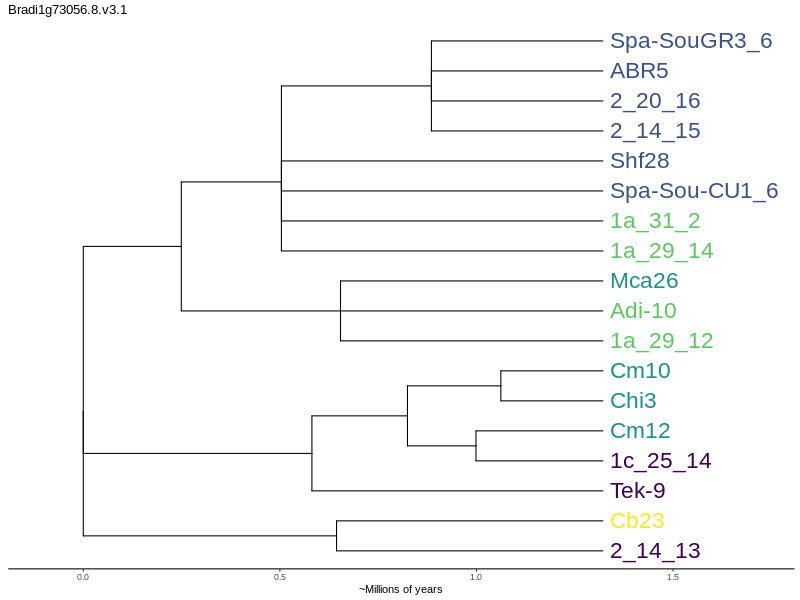 Bradi1g73056.8.v3.1
Spa-SouGR3_6
ABR5
2_20_16
2_14_15
Shf28
Spa-Sou-CU1_6
1a_31_2
1a_29_14
Mca26
Adi-10
1a_29_12
Cm10
Chi3
Cm12
1c_25_14
Tek-9
Cb23
2_14_13
0.0 0.5 1.0 1.5
~Millions of years